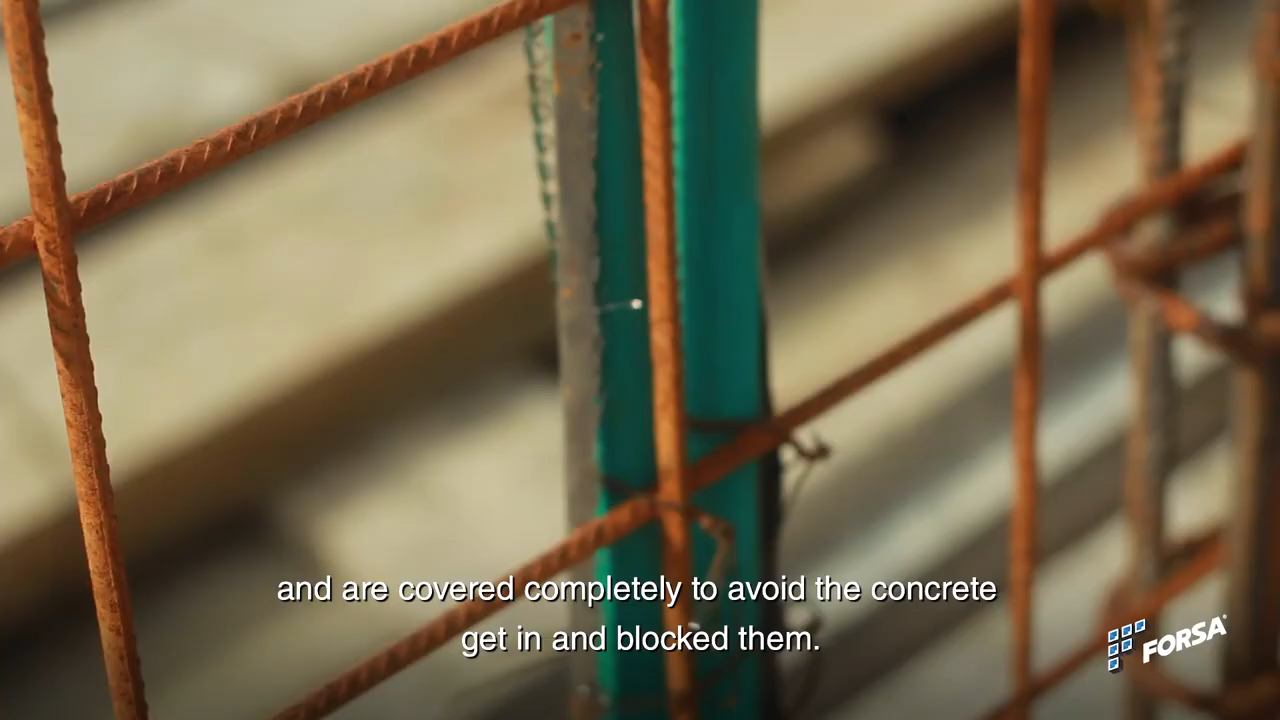 and are covered completely to avoid the concrete
get in and blocked them.
FORSA